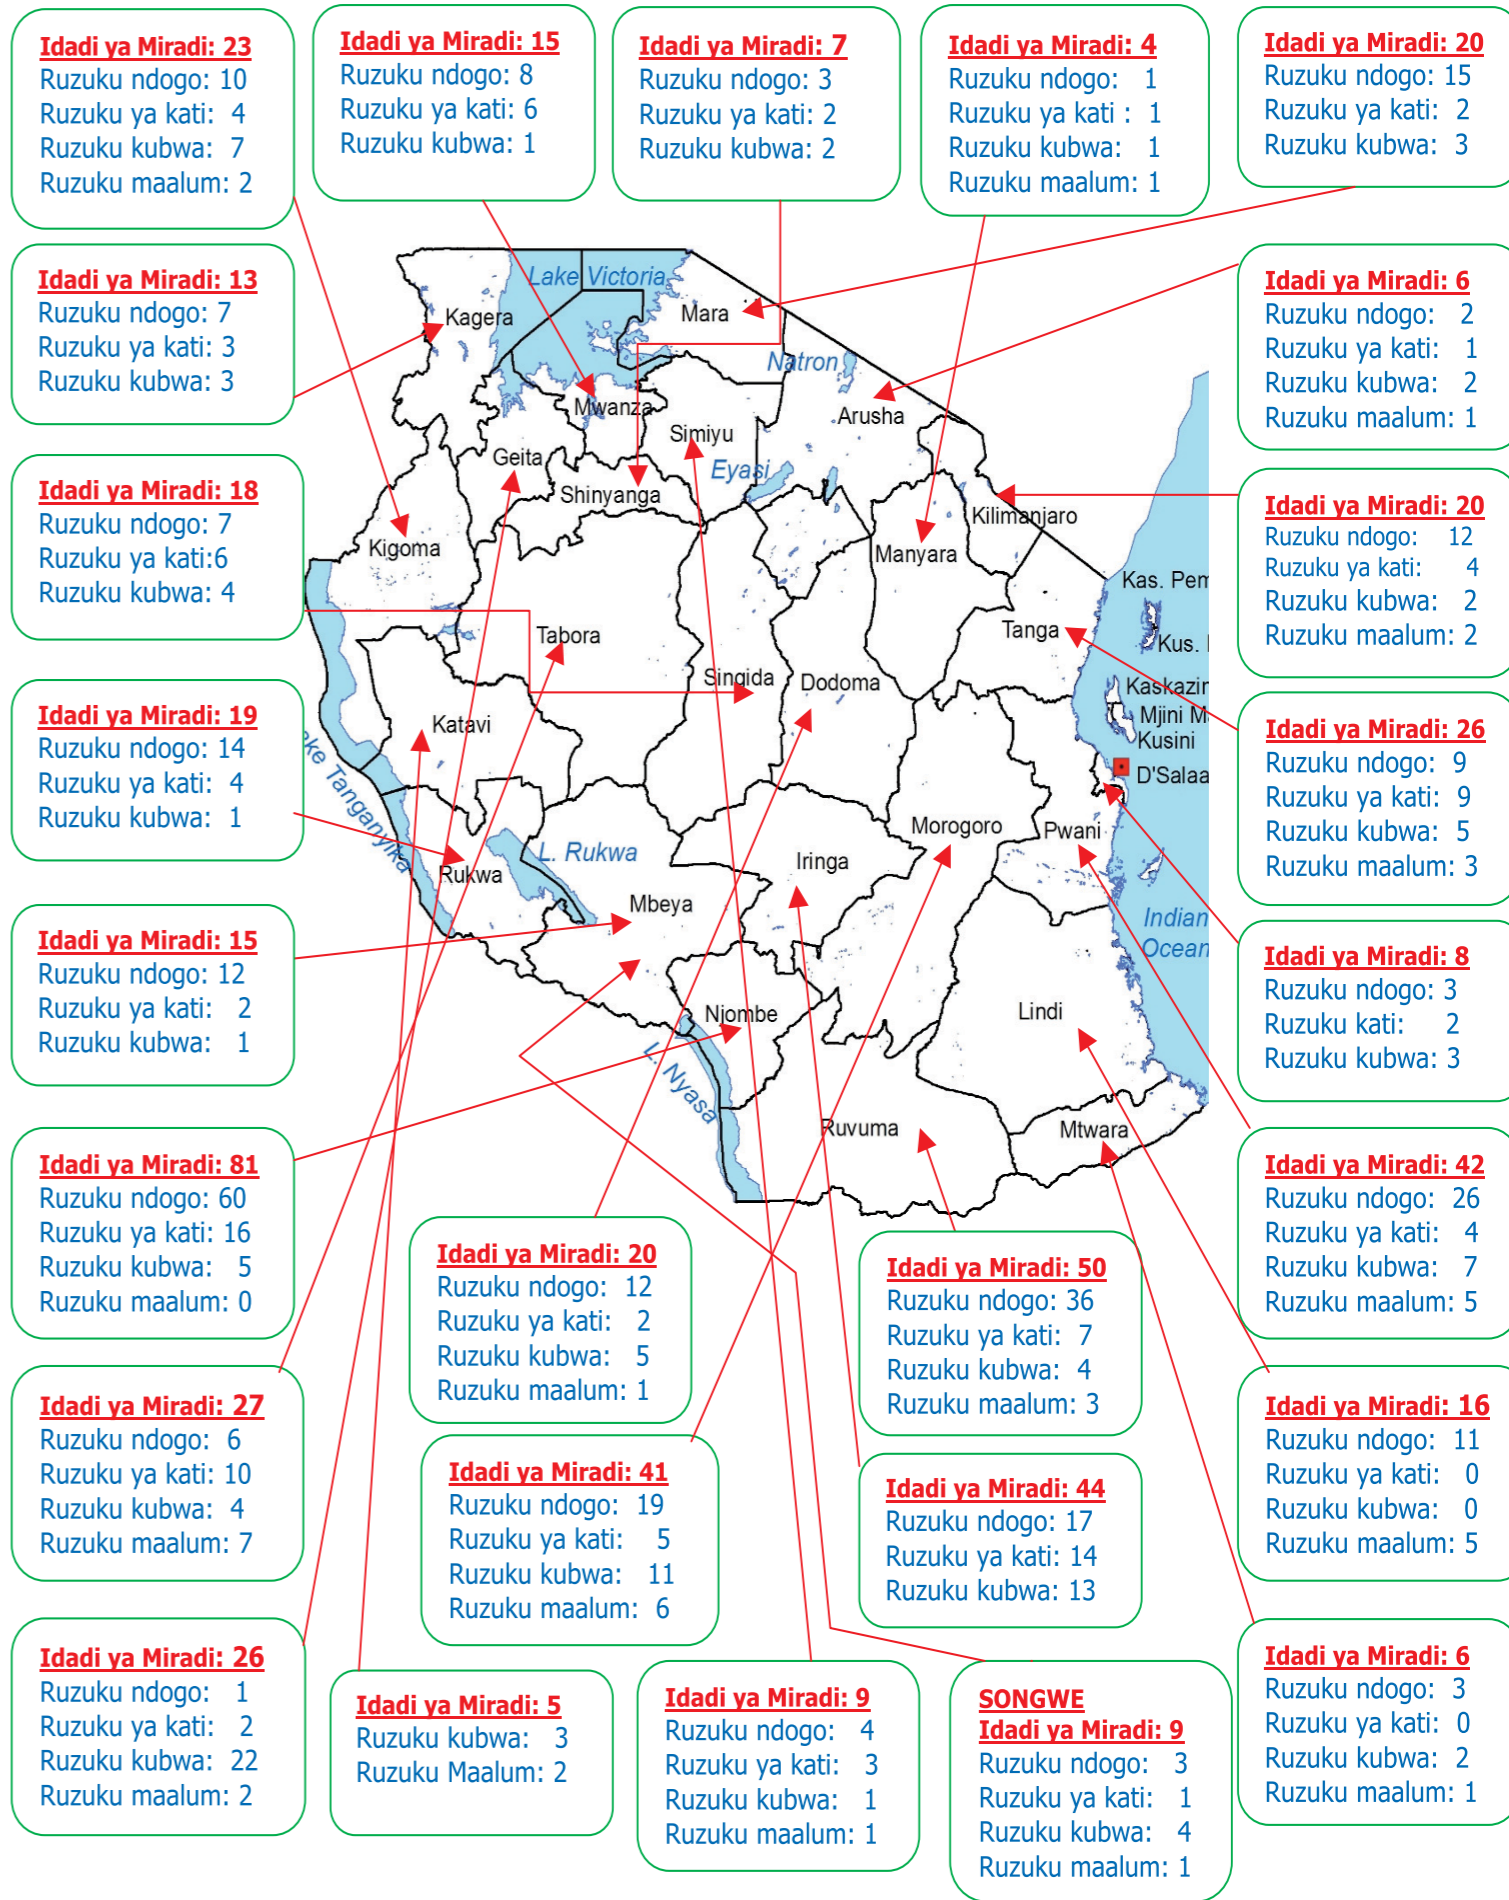 Idadi ya Miradi: 23
Ruzuku ndogo: 10
Ruzuku ya kati: 4
Ruzuku kubwa: 7
Ruzuku maalum: 2
Idadi ya Miradi: 15
Ruzuku ndogo: 8
Ruzuku ya kati: 6
Ruzuku kubwa: 1
Idadi ya Miradi: 7
Ruzuku ndogo: 3
Ruzuku ya kati: 2
Ruzuku kubwa: 2
Idadi ya Miradi: 4
Ruzuku ndogo: 1
Ruzuku ya kati : 1
Ruzuku kubwa: 1
Ruzuku maalum: 1
Idadi ya Miradi: 20
Ruzuku ndogo: 15
Ruzuku ya kati: 2
Ruzuku kubwa: 3
Idadi ya Miradi: 13
Ruzuku ndogo: 7
Ruzuku ya kati: 3
Ruzuku kubwa: 3
Idadi ya Miradi: 6
Ruzuku ndogo: 2
Ruzuku ya kati: 1
Ruzuku kubwa: 2
Ruzuku maalum: 1
Idadi ya Miradi: 18
Ruzuku ndogo: 7
Ruzuku ya kati:6
Ruzuku kubwa: 4
Idadi ya Miradi: 20
Ruzuku ndogo: 12
Ruzuku ya kati: 4
Ruzuku kubwa: 2
Ruzuku maalum: 2
Idadi ya Miradi: 19
Ruzuku ndogo: 14
Ruzuku ya kati: 4
Ruzuku kubwa: 1
Idadi ya Miradi: 26
Ruzuku ndogo: 9
Ruzuku ya kati: 9
Ruzuku kubwa: 5
Ruzuku maalum: 3
Idadi ya Miradi: 15
Ruzuku ndogo: 12
Ruzuku ya kati: 2
Ruzuku kubwa: 1
Idadi ya Miradi: 8
Ruzuku ndogo: 3
Ruzuku kati: 2
Ruzuku kubwa: 3
Idadi ya Miradi: 81
Ruzuku ndogo: 60
Ruzuku ya kati: 16
Ruzuku kubwa: 5
Ruzuku maalum: 0
Idadi ya Miradi: 42
Ruzuku ndogo: 26
Ruzuku ya kati: 4
Ruzuku kubwa: 7
Ruzuku maalum: 5
Lake Victoria
Kagera
Mara
Natron
Mwanza
Arusha
Simiyu
Geita
Eyasi
Shinyanga
Kilimanjaro
Kigoma
Manyara
Kas. Pem
Tabora
Tanga
Kus.
Singida
Dodoma
Kaskazin
Katavi
Mjini M
Kusini
D'Salaa
ke Tanganyika
Morogoro
Pwani
L. Rukwa
Iringa
Rukwa
Mbeya
Indian
Ocean
Njombe
Lindi
L. Nyasa
Ruvuma
Mtwara
Idadi ya Miradi: 20
Ruzuku ndogo: 12
Ruzuku ya kati: 2
Ruzuku kubwa: 5
Ruzuku maalum: 1
Idadi ya Miradi: 50
Ruzuku ndogo: 36
Ruzuku ya kati: 7
Ruzuku kubwa: 4
Ruzuku maalum: 3
Idadi ya Miradi: 27
Ruzuku ndogo: 6
Ruzuku ya kati: 10
Ruzuku kubwa: 4
Ruzuku maalum: 7
Idadi ya Miradi: 41
Ruzuku ndogo: 19
Ruzuku ya kati: 5
Ruzuku kubwa: 11
Ruzuku maalum: 6
Idadi ya Miradi: 44
Ruzuku ndogo: 17
Ruzuku ya kati: 14
Ruzuku kubwa: 13
Idadi ya Miradi: 16
Ruzuku ndogo: 11
Ruzuku ya kati: 0
Ruzuku kubwa: 0
Ruzuku maalum: 5
Idadi ya Miradi: 26
Ruzuku ndogo: 1
Ruzuku ya kati: 2
Ruzuku kubwa: 22
Ruzuku maalum: 2
Idadi ya Miradi: 5
Ruzuku kubwa: 3
Ruzuku Maalum: 2
Idadi ya Miradi: 9
Ruzuku ndogo: 4
Ruzuku ya kati: 3
Ruzuku kubwa: 1
Ruzuku maalum: 1
SONGWE
Idadi ya Miradi: 9
Ruzuku ndogo: 3
Ruzuku ya kati: 1
Ruzuku kubwa: 4
Ruzuku maalum: 1
Idadi ya Miradi: 6
Ruzuku ndogo: 3
Ruzuku ya kati: 0
Ruzuku kubwa: 2
Ruzuku maalum: 1